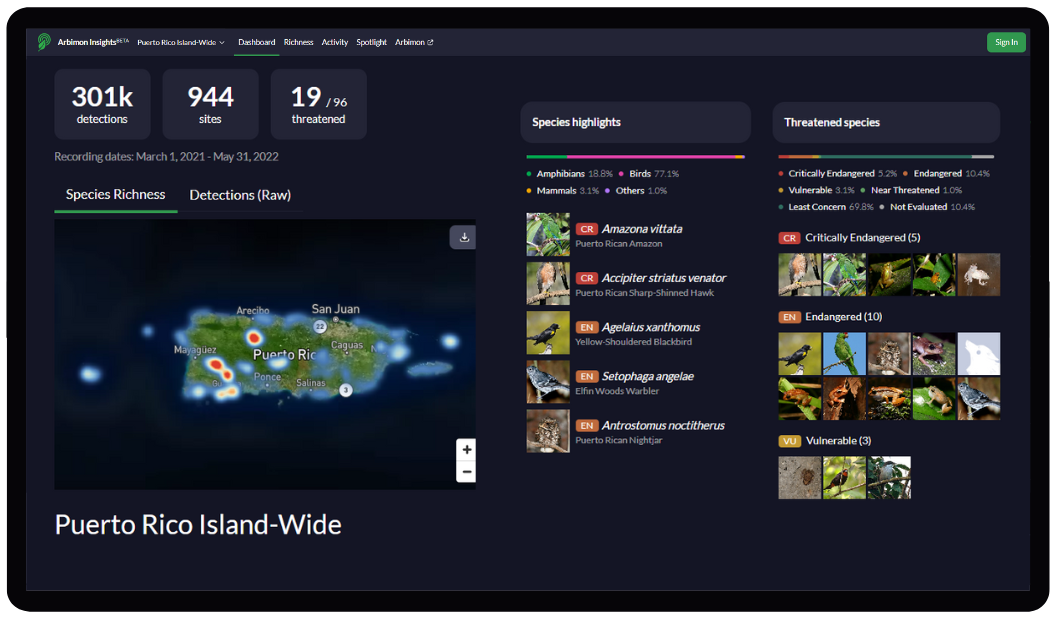 Arbimon Insights BETA Puerto Rico Island-Wide Dashboard Richness Activity Spotlight Arbimon Sign In
301k
detections
944
sites
19 / 96
threatened
Recording dates: March 1, 2021 - May 31, 2022
Species Richness Detections (Raw)
Arecibo
San Juan
22
Mayagüez
Puerto Ric
Caguas
N
Ponce
Salinas
Gu
3
+
−
Puerto Rico Island-Wide
Species highlights
Amphibians 18.8% Birds 77.1%
Mammals 3.1% Others 1.0%
CR Amazona vittata
Puerto Rican Amazon
CR Accipiter striatus venator
Puerto Rican Sharp-Shinned Hawk
EN Agelaius xanthomus
Yellow-Shouldered Blackbird
EN Setophaga angelae
Elfin Woods Warbler
EN Antrostomus noctitherus
Puerto Rican Nightjar
Threatened species
Critically Endangered 5.2% Endangered 10.4%
Vulnerable 3.1% Near Threatened 1.0%
Least Concern 69.8% Not Evaluated 10.4%
CR Critically Endangered (5)
EN Endangered (10)
VU Vulnerable (3)